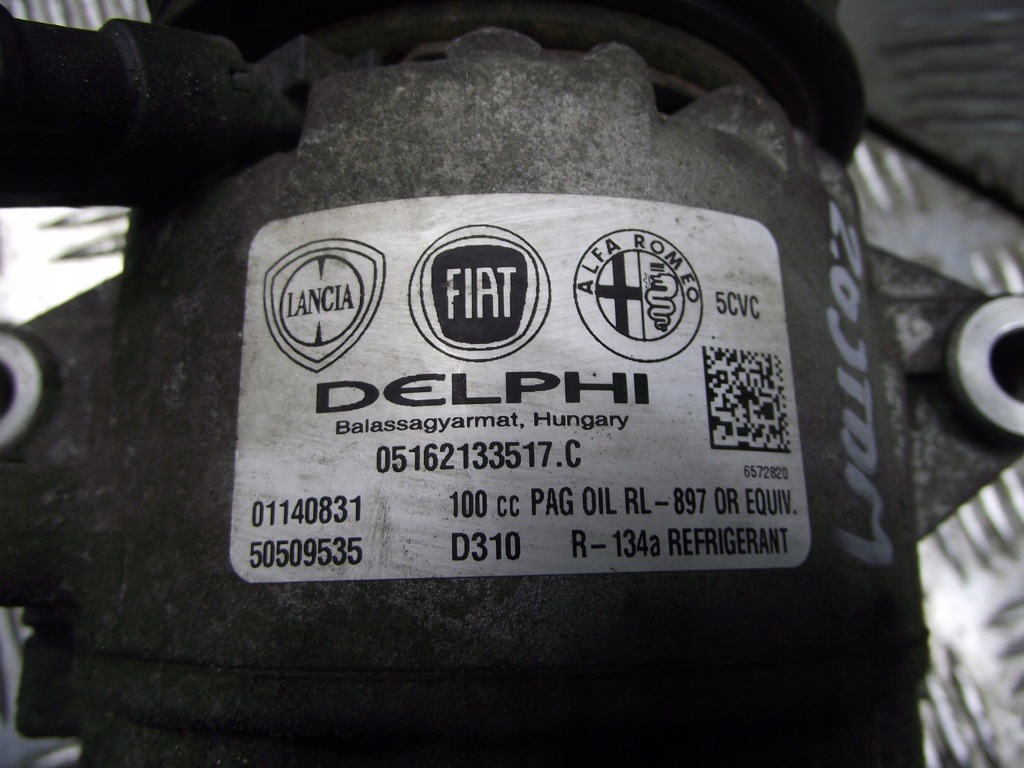 LANCIA
FIAT
ALFA ROMEO
5CVC
DELPHI
Balassagyarmat, Hungary
05162133517.C
6572820
01140831 100 cc PAG OIL RL-897 OR EQUIV.
50509535 D310 R-134a REFRIGERANT